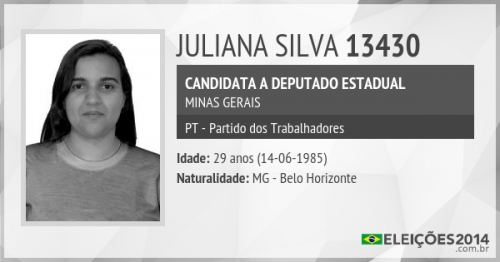 JULIANA SILVA 13430
CANDIDATA A DEPUTADO ESTADUAL
MINAS GERAIS
PT - Partido dos Trabalhadores
Idade: 29 anos (14-06-1985)
Naturalidade: MG - Belo Horizonte
ELEIÇÕES2014
.com.br